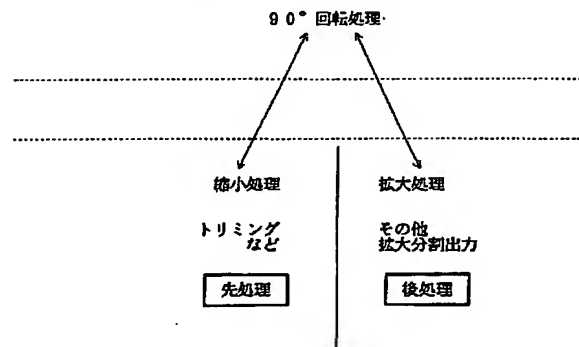 ９０°回転処理
縮小処理
トリミング
など
先処理
拡大処理
その他
拡大分割出力
後処理